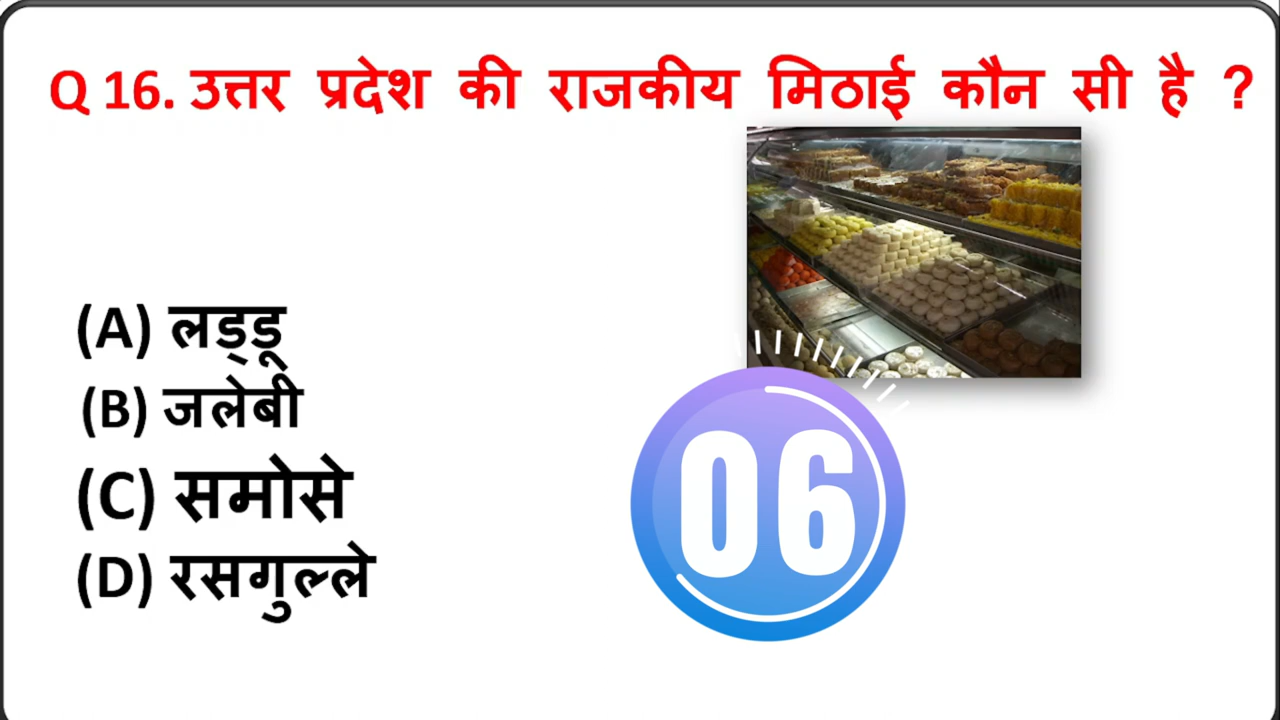 Q 16. उत्तर प्रदेश की राजकीय मिठाई कौन सी है ?
(A) लड्डू
(B) जलेबी
(C) समोसे
(D) रसगुल्ले
06